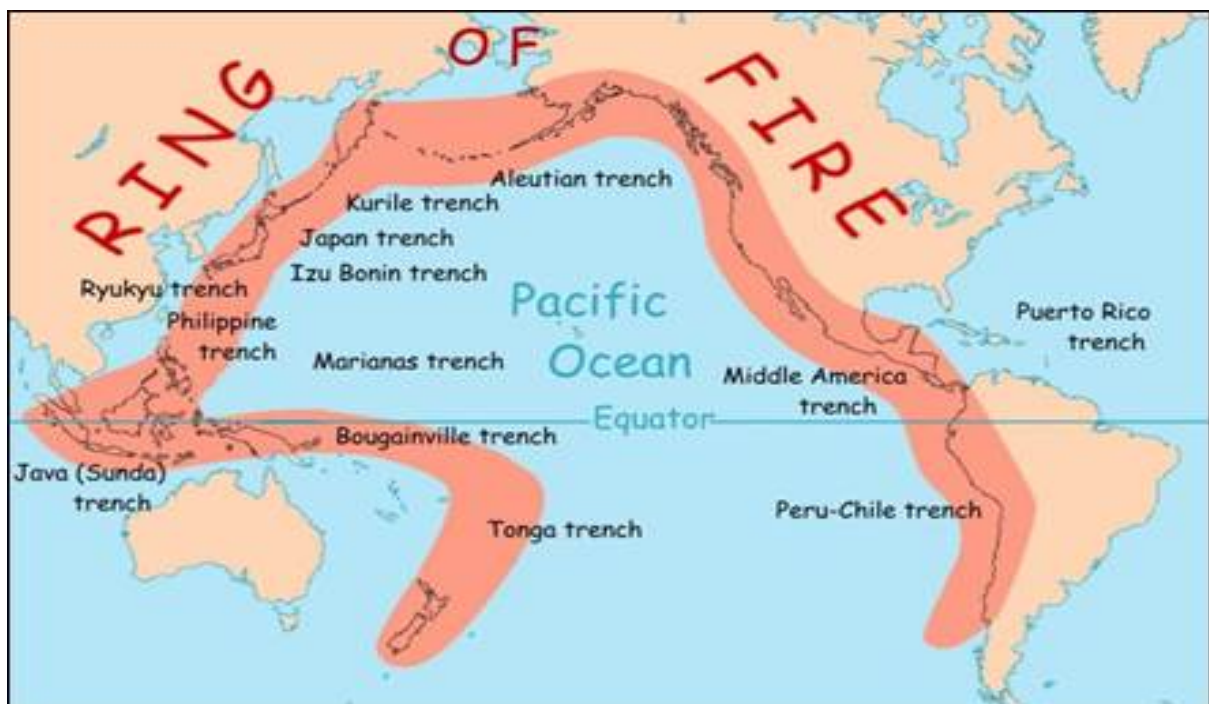 RING OF FIRE
Aleutian trench
Kurile trench
Japan trench
Izu Bonin trench
Ryukyu trench
Philippine
trench
Marianas trench
Pacific
Ocean
Puerto Rico
trench
Middle America
trench
Equator
Bougainville trench
Java (Sunda)
trench
Peru-Chile trench
Tonga trench